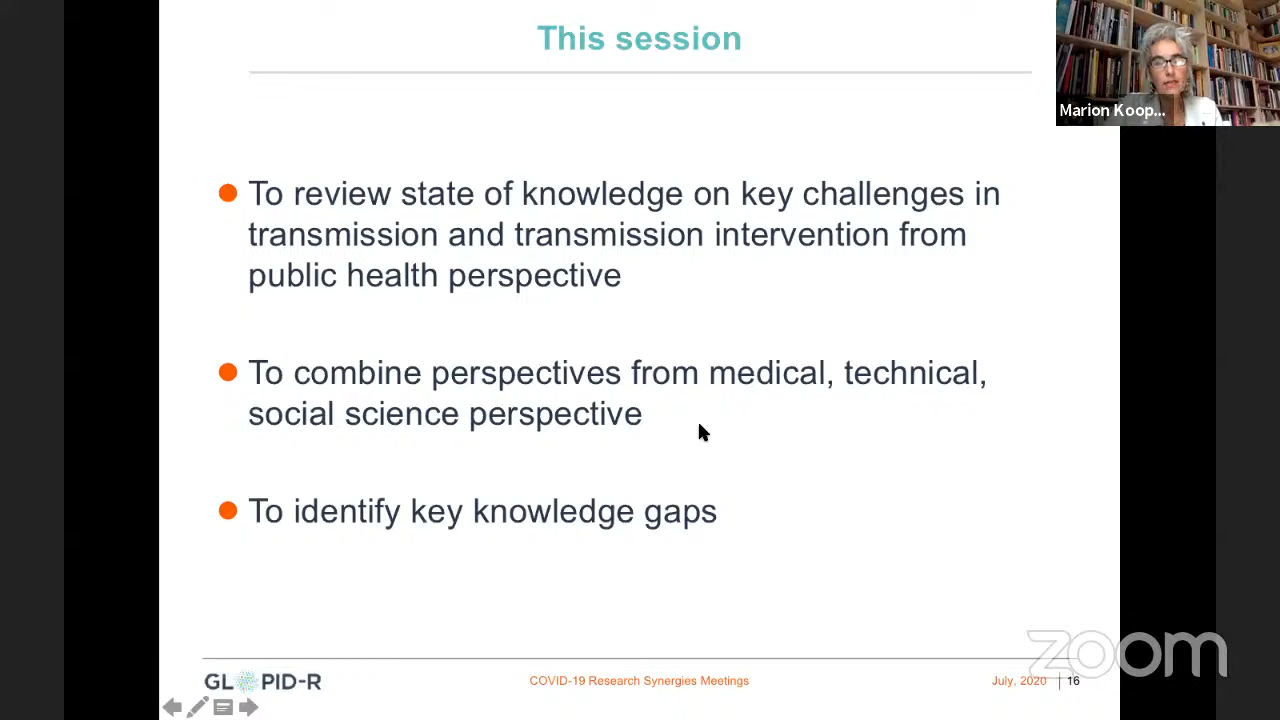 This session
Marion Koop...
To review state of knowledge on key challenges in
transmission and transmission intervention from
public health perspective
To combine perspectives from medical, technical,
social science perspective
To identify key knowledge gaps
zoom
GLOPID-R
COVID-19 Research Synergies Meetings
July, 2020
16